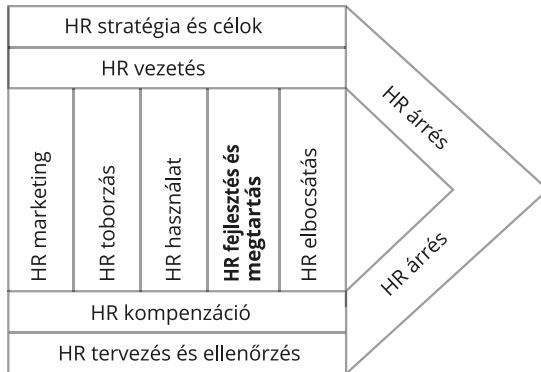 HR stratégia és célok
HR vezetés
HR marketing
HR toborzás
HR használat
HR fejlesztés és
megtartás
HR elbocsátás
HR kompenzáció
HR tervezés és ellenőrzés
HR árrés
HR árrés